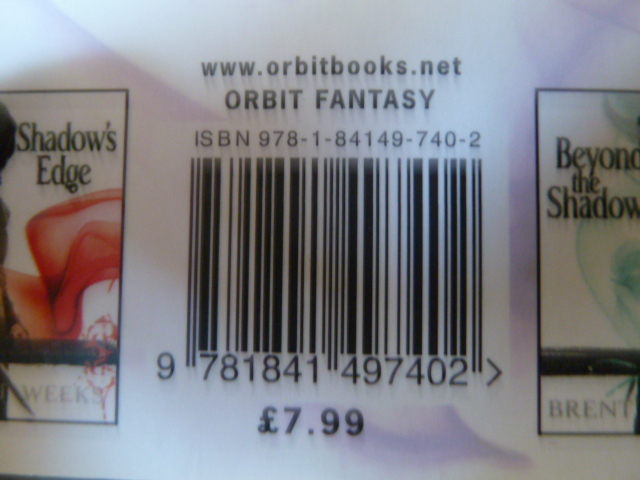 www.orbitbooks.net
ORBIT FANTASY
ISBN 978-1-84149-740-2
9 781841 497402 >
£7.99
Shadow's
Edge
WEEKS
Beyond
the
Shadow
BRENT